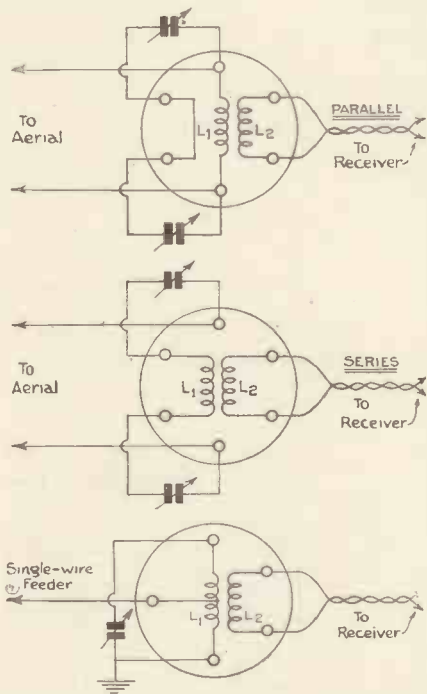 PARALLEL
To
Aerial
L1
L2
To
Receiver
SERIES
To
Aerial
L1
L2
To
Receiver
Single-wire
Feeder
L1
L2
To
Receiver